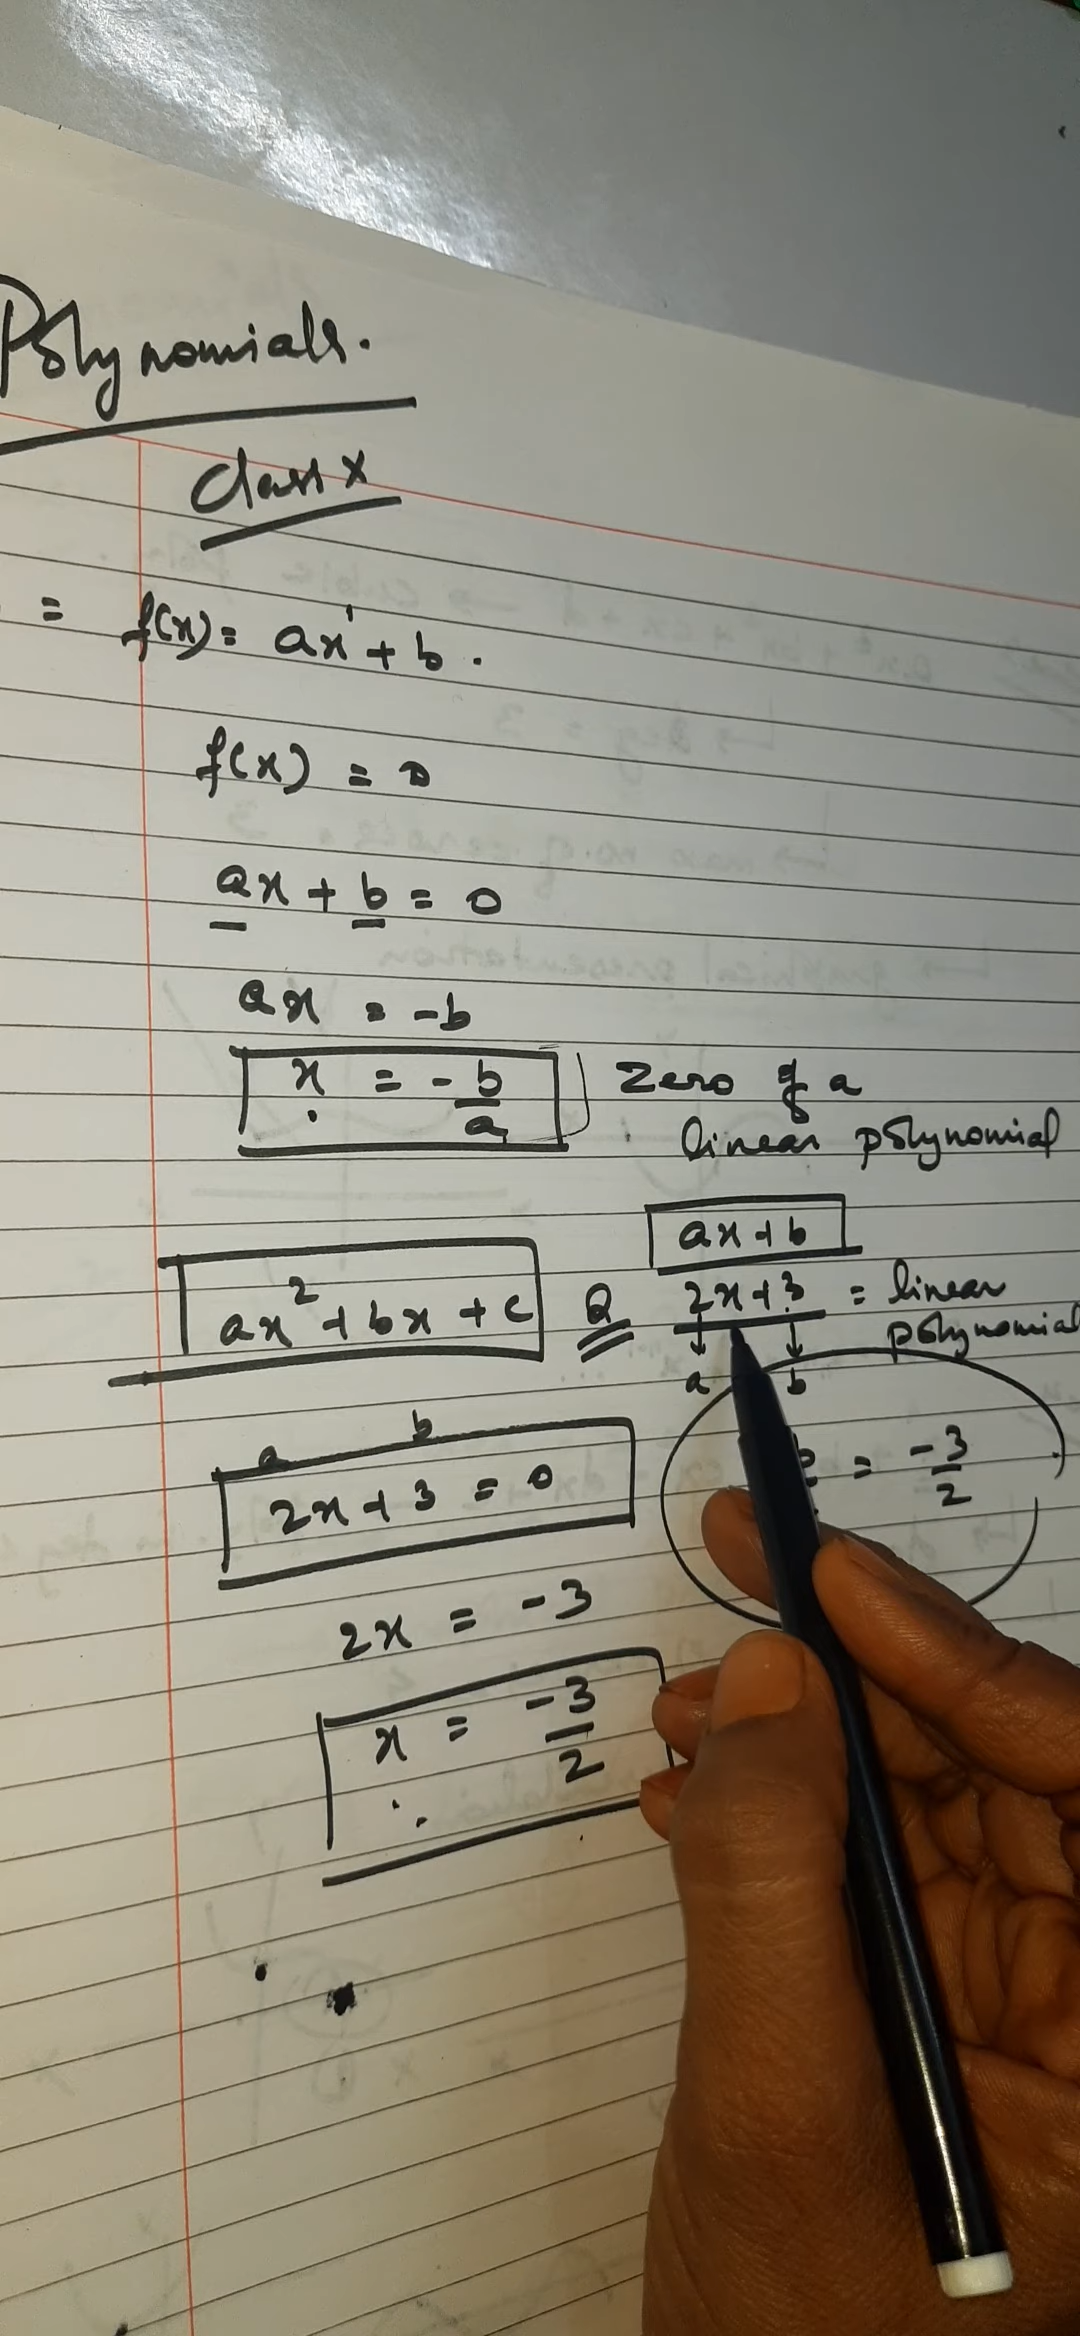 Polynomials.
Class X
= f(x) = ax¹ + b.
f(x) = 0
ax + b = 0
ax = -b
x = -b/a Zero of a
linear polynomial
ax + b
ax² + bx + c Q 2x + 3 = linear
polynomial
a b
a b
= -3/2
2x + 3 = 0
2x = -3
x = -3/2